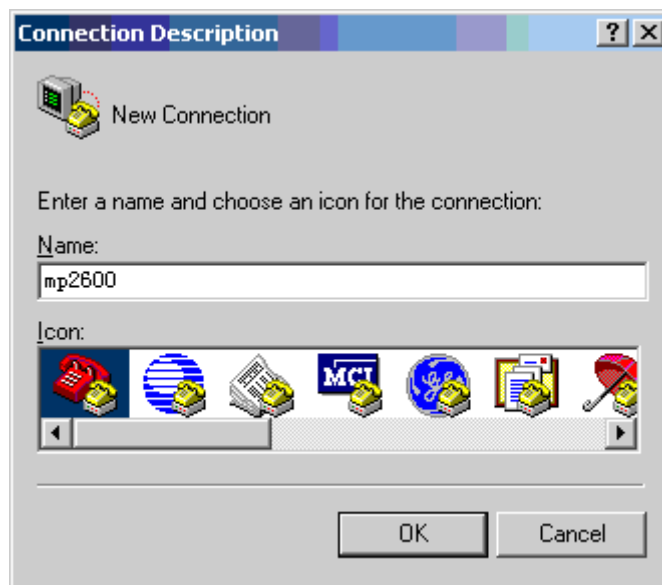 Connection Description
New Connection
Enter a name and choose an icon for the connection:
Name:
mp2600
Icon:
MCI
OK Cancel